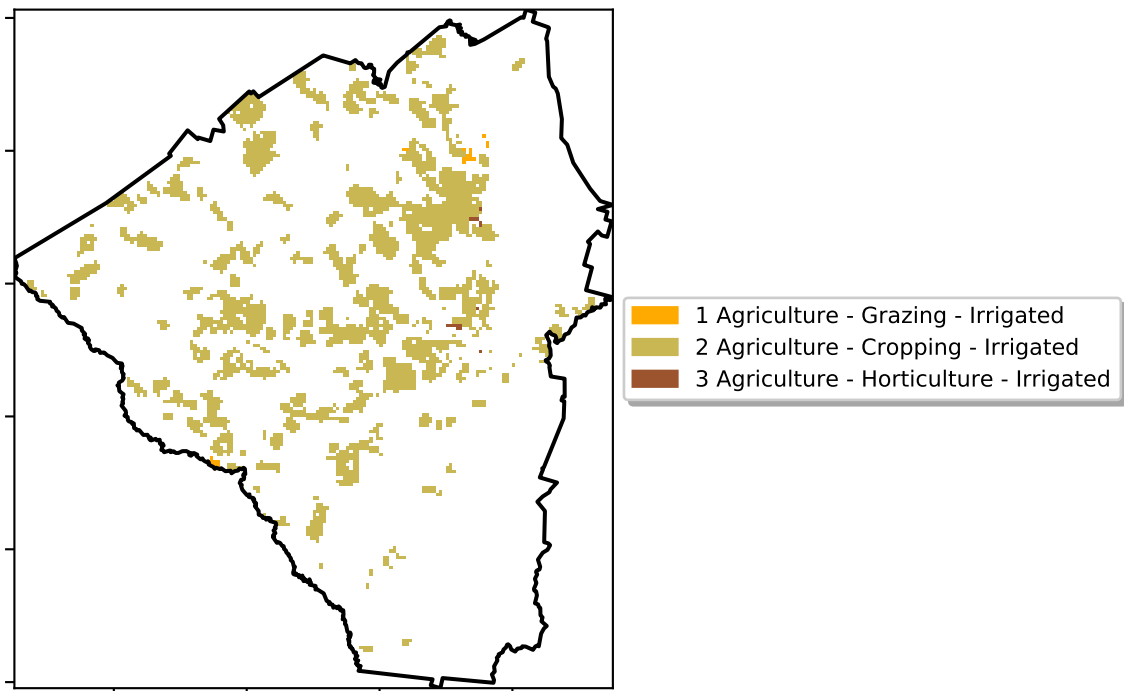 1 Agriculture - Grazing - Irrigated
2 Agriculture - Cropping - Irrigated
3 Agriculture - Horticulture - Irrigated